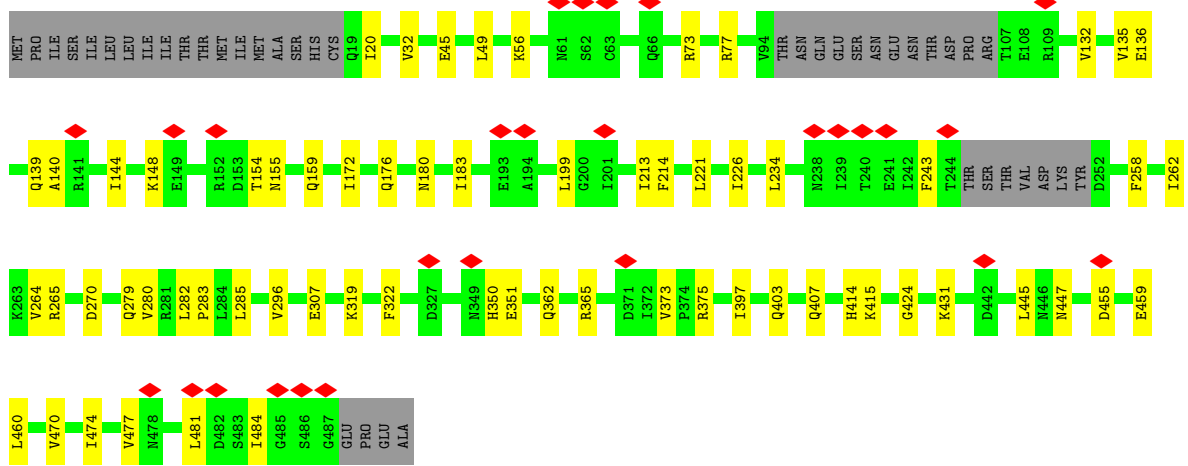 MET PRO ILE SER ILE LEU LEU ILE ILE THR THR MET ILE MET ALA SER HIS CYS Q19 I20 V32 E45 L49 K56 N61 S62 C63 Q66 R73 R77 V94 THR ASN GLN GLU SER ASN GLU ASN THR ASP PRO ARG T107 E108 R109 V132 V135 E136
Q139 A140 R141 I144 K148 E149 R152 D153 T154 N155 Q159 I172 Q176 N180 I183 E193 A194 L199 G200 I201 I213 F214 L221 I226 L234 N238 I239 T240 E241 I242 F243 T244 THR SER THR VAL ASP LYS TYR D252 F258 I262
K263 V264 R265 D270 Q279 V280 R281 L282 P283 L284 L285 V296 E307 K319 F322 D327 N349 H350 E351 Q362 R365 D371 I372 V373 P374 R375 I397 Q403 Q407 H414 K415 G424 K431 D442 L445 N446 N447 D455 E459
L460 V470 I474 V477 N478 L481 D482 S483 I484 G485 S486 G487 GLU PRO GLU ALA